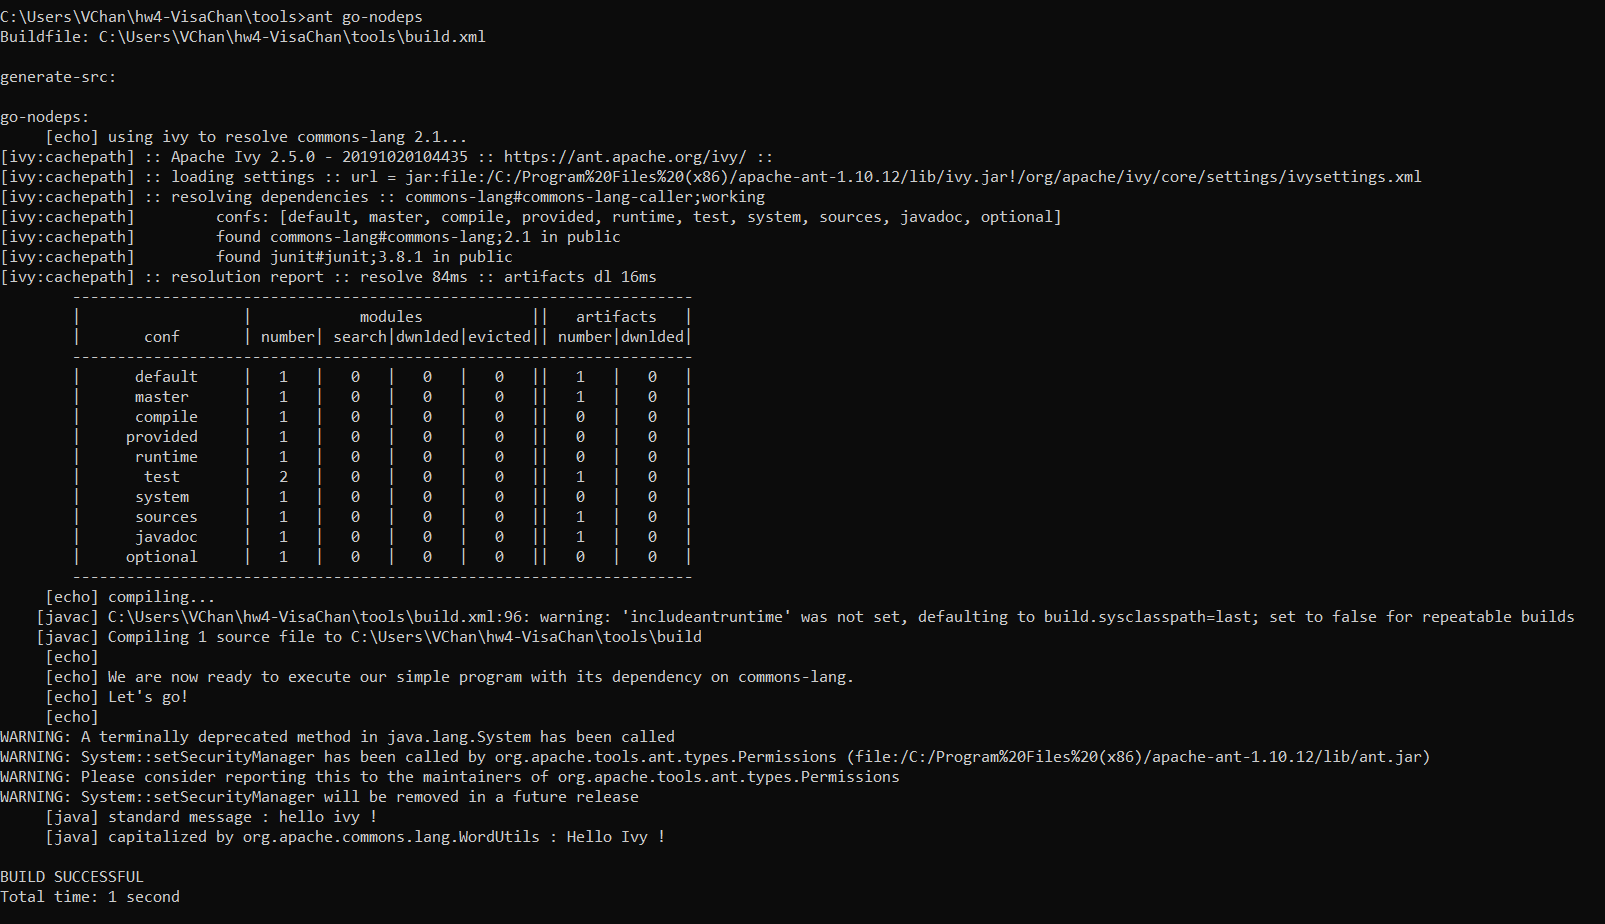 C:\Users\VChan\hw4-VisaChan\tools>ant go-nodeps
Buildfile: C:\Users\VChan\hw4-VisaChan\tools\build.xml

generate-src:

go-nodeps:
     [echo] using ivy to resolve commons-lang 2.1...
[ivy:cachepath] :: Apache Ivy 2.5.0 - 20191020104435 :: https://ant.apache.org/ivy/ ::
[ivy:cachepath] :: loading settings :: url = jar:file:/C:/Program%20Files%20(x86)/apache-ant-1.10.12/lib/ivy.jar!/org/apache/ivy/core/settings/ivysettings.xml
[ivy:cachepath] :: resolving dependencies :: commons-lang#commons-lang-caller;working
[ivy:cachepath]         confs: [default, master, compile, provided, runtime, test, system, sources, javadoc, optional]
[ivy:cachepath]         found commons-lang#commons-lang;2.1 in public
[ivy:cachepath]         found junit#junit;3.8.1 in public
[ivy:cachepath] :: resolution report :: resolve 84ms :: artifacts dl 16ms
        ---------------------------------------------------------------------
        |                  |            modules            ||   artifacts   |
        |       conf       | number| search|dwnlded|evicted|| number|dwnlded|
        ---------------------------------------------------------------------
        |      default     |   1   |   0   |   0   |   0   ||   1   |   0   |
        |      master      |   1   |   0   |   0   |   0   ||   1   |   0   |
        |      compile     |   1   |   0   |   0   |   0   ||   0   |   0   |
        |     provided     |   1   |   0   |   0   |   0   ||   0   |   0   |
        |      runtime     |   1   |   0   |   0   |   0   ||   0   |   0   |
        |       test       |   2   |   0   |   0   |   0   ||   1   |   0   |
        |      system      |   1   |   0   |   0   |   0   ||   0   |   0   |
        |      sources     |   1   |   0   |   0   |   0   ||   1   |   0   |
        |      javadoc     |   1   |   0   |   0   |   0   ||   1   |   0   |
        |     optional     |   1   |   0   |   0   |   0   ||   0   |   0   |
        ---------------------------------------------------------------------
     [echo] compiling...
    [javac] C:\Users\VChan\hw4-VisaChan\tools\build.xml:96: warning: 'includeantruntime' was not set, defaulting to build.sysclasspath=last; set to false for repeatable builds
    [javac] Compiling 1 source file to C:\Users\VChan\hw4-VisaChan\tools\build
     [echo]
     [echo] We are now ready to execute our simple program with its dependency on commons-lang.
     [echo] Let's go!
     [echo]
WARNING: A terminally deprecated method in java.lang.System has been called
WARNING: System::setSecurityManager has been called by org.apache.tools.ant.types.Permissions (file:/C:/Program%20Files%20(x86)/apache-ant-1.10.12/lib/ant.jar)
WARNING: Please consider reporting this to the maintainers of org.apache.tools.ant.types.Permissions
WARNING: System::setSecurityManager will be removed in a future release
     [java] standard message : hello ivy !
     [java] capitalized by org.apache.commons.lang.WordUtils : Hello Ivy !

BUILD SUCCESSFUL
Total time: 1 second